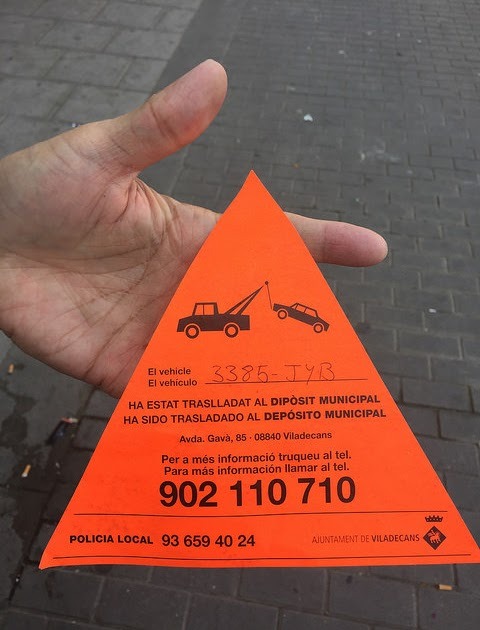 El vehicle
El vehículo 3385-JYB
HA ESTAT TRASLLADAT AL DIPÒSIT MUNICIPAL
HA SIDO TRASLADADO AL DEPÓSITO MUNICIPAL
Avda. Gavà, 85 - 08840 Viladecans
Per a més informació truqueu al tel.
Para más información llamar al tel.
902 110 710
POLICIA LOCAL 93 659 40 24 AJUNTAMENT DE VILADECANS